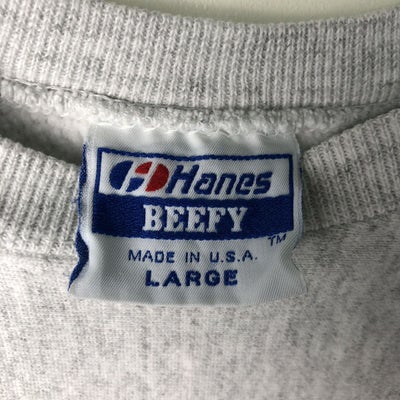 Hanes
BEEFY
TM
MADE IN U.S.A.
LARGE